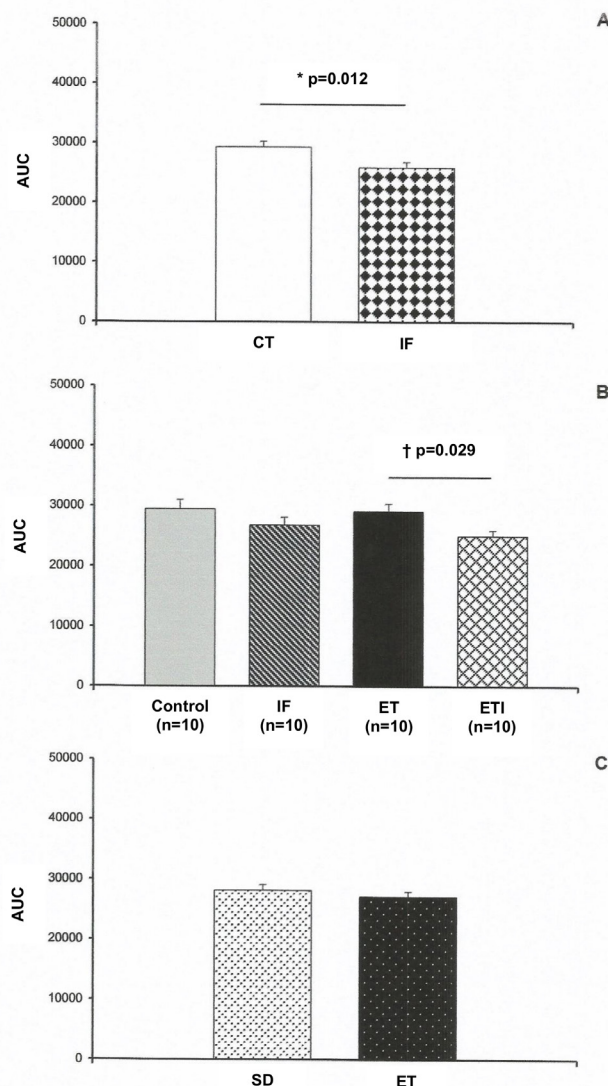 A
50000
40000
* p=0.012
30000
AUC
20000
10000
0
CT IF
B
50000
40000
† p=0.029
30000
AUC
20000
10000
0
Control IF ET ETI
(n=10) (n=10) (n=10) (n=10)
C
50000
40000
30000
AUC
20000
10000
0
SD ET